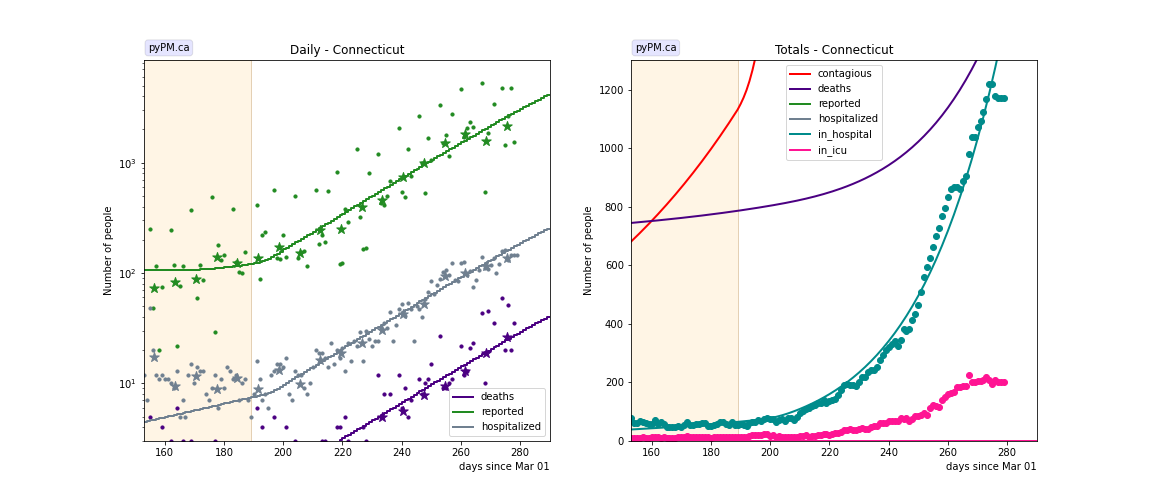 pyPM.ca
Daily - Connecticut
Number of people
10³
10²
10¹
160 180 200 220 240 260 280
days since Mar 01
deaths
reported
hospitalized
pyPM.ca
Totals - Connecticut
Number of people
1200
1000
800
600
400
200
0
160 180 200 220 240 260 280
days since Mar 01
contagious
deaths
reported
hospitalized
in_hospital
in_icu